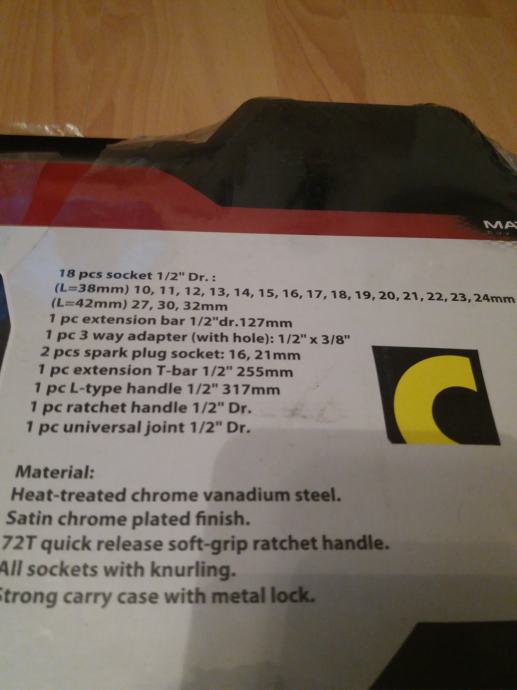 MA
18 pcs socket 1/2" Dr. :
(L=38mm) 10, 11, 12, 13, 14, 15, 16, 17, 18, 19, 20, 21, 22, 23, 24mm
(L=42mm) 27, 30, 32mm
1 pc extension bar 1/2"dr.127mm
1 pc 3 way adapter (with hole): 1/2" x 3/8"
2 pcs spark plug socket: 16, 21mm
1 pc extension T-bar 1/2" 255mm
1 pc L-type handle 1/2" 317mm
1 pc ratchet handle 1/2" Dr.
1 pc universal joint 1/2" Dr.
C
Material:
Heat-treated chrome vanadium steel.
Satin chrome plated finish.
72T quick release soft-grip ratchet handle.
All sockets with knurling.
Strong carry case with metal lock.